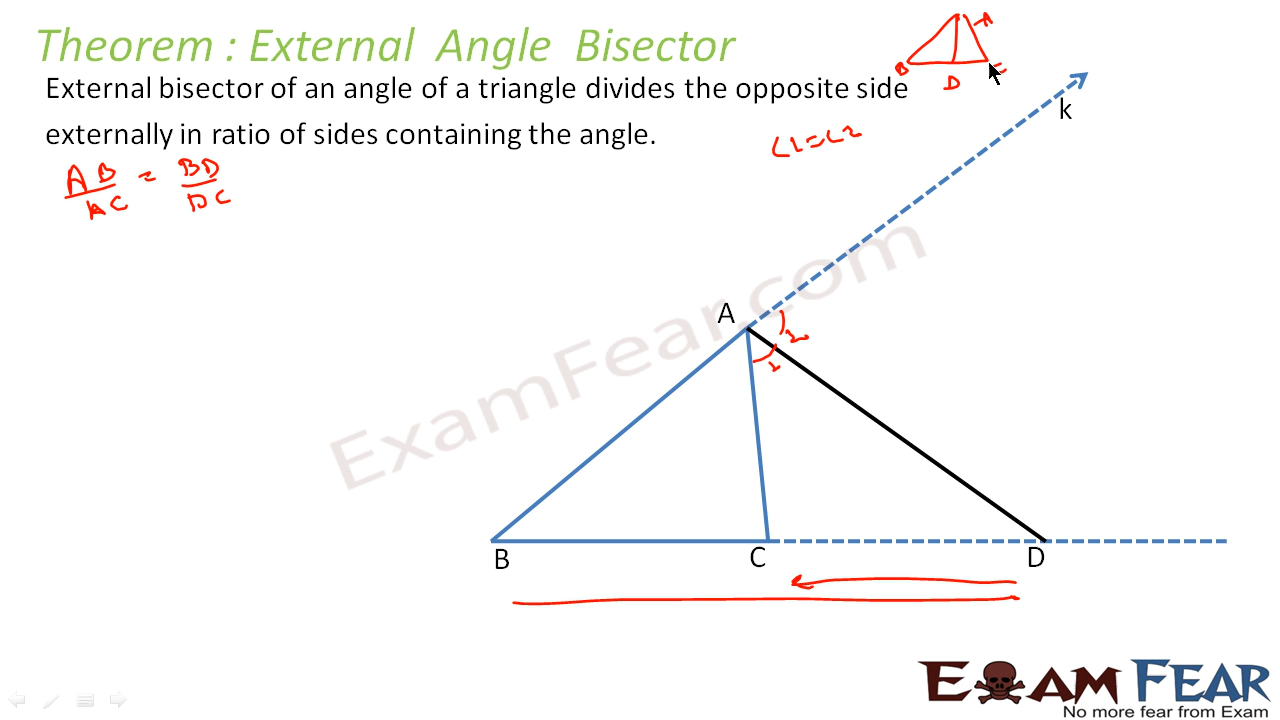 Theorem : External Angle Bisector
External bisector of an angle of a triangle divides the opposite side
externally in ratio of sides containing the angle.
A
B
D
C
k
∠1=∠2
AB/AC = BD/DC
ExamFear.com
A
2
1
B
C
D
EXAM FEAR
No more fear from Exam